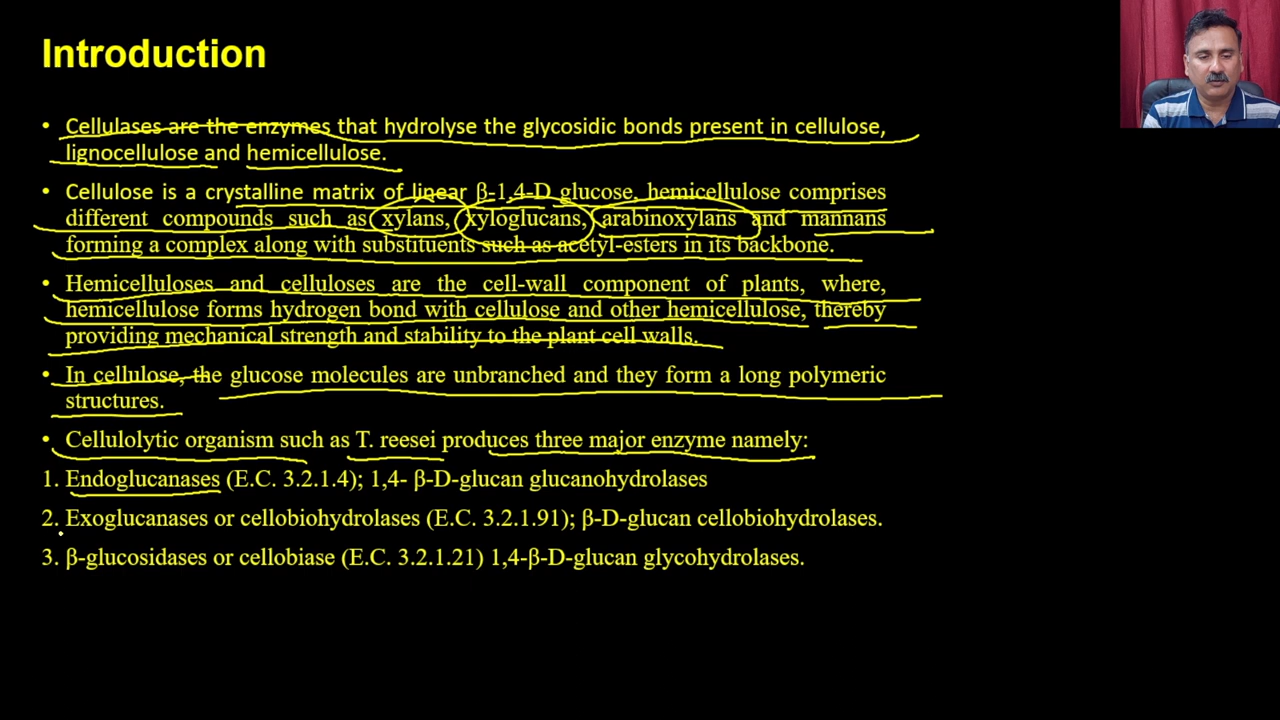 Introduction
• Cellulases are the enzymes that hydrolyse the glycosidic bonds present in cellulose,
lignocellulose and hemicellulose.
• Cellulose is a crystalline matrix of linear β-1,4-D glucose, hemicellulose comprises
different compounds such as xylans, xyloglucans, arabinoxylans and mannans
forming a complex along with substituents such as acetyl-esters in its backbone.
• Hemicelluloses and celluloses are the cell-wall component of plants, where,
hemicellulose forms hydrogen bond with cellulose and other hemicellulose, thereby
providing mechanical strength and stability to the plant cell walls.
• In cellulose, the glucose molecules are unbranched and they form a long polymeric
structures.
• Cellulolytic organism such as T. reesei produces three major enzyme namely:
1. Endoglucanases (E.C. 3.2.1.4); 1,4- β-D-glucan glucanohydrolases
2. Exoglucanases or cellobiohydrolases (E.C. 3.2.1.91); β-D-glucan cellobiohydrolases.
3. β-glucosidases or cellobiase (E.C. 3.2.1.21) 1,4-β-D-glucan glycohydrolases.